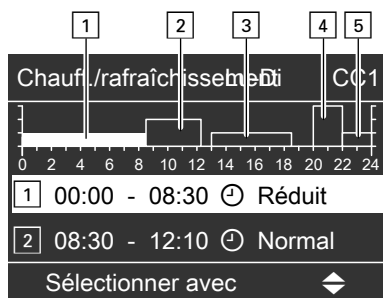 1 2 3 4 5
Chauff./rafraîchissement Lu Di CC1
0 2 4 6 8 10 12 14 16 18 20 22 24
1 00:00 - 08:30 Réduit
2 08:30 - 12:10 Normal
Sélectionner avec